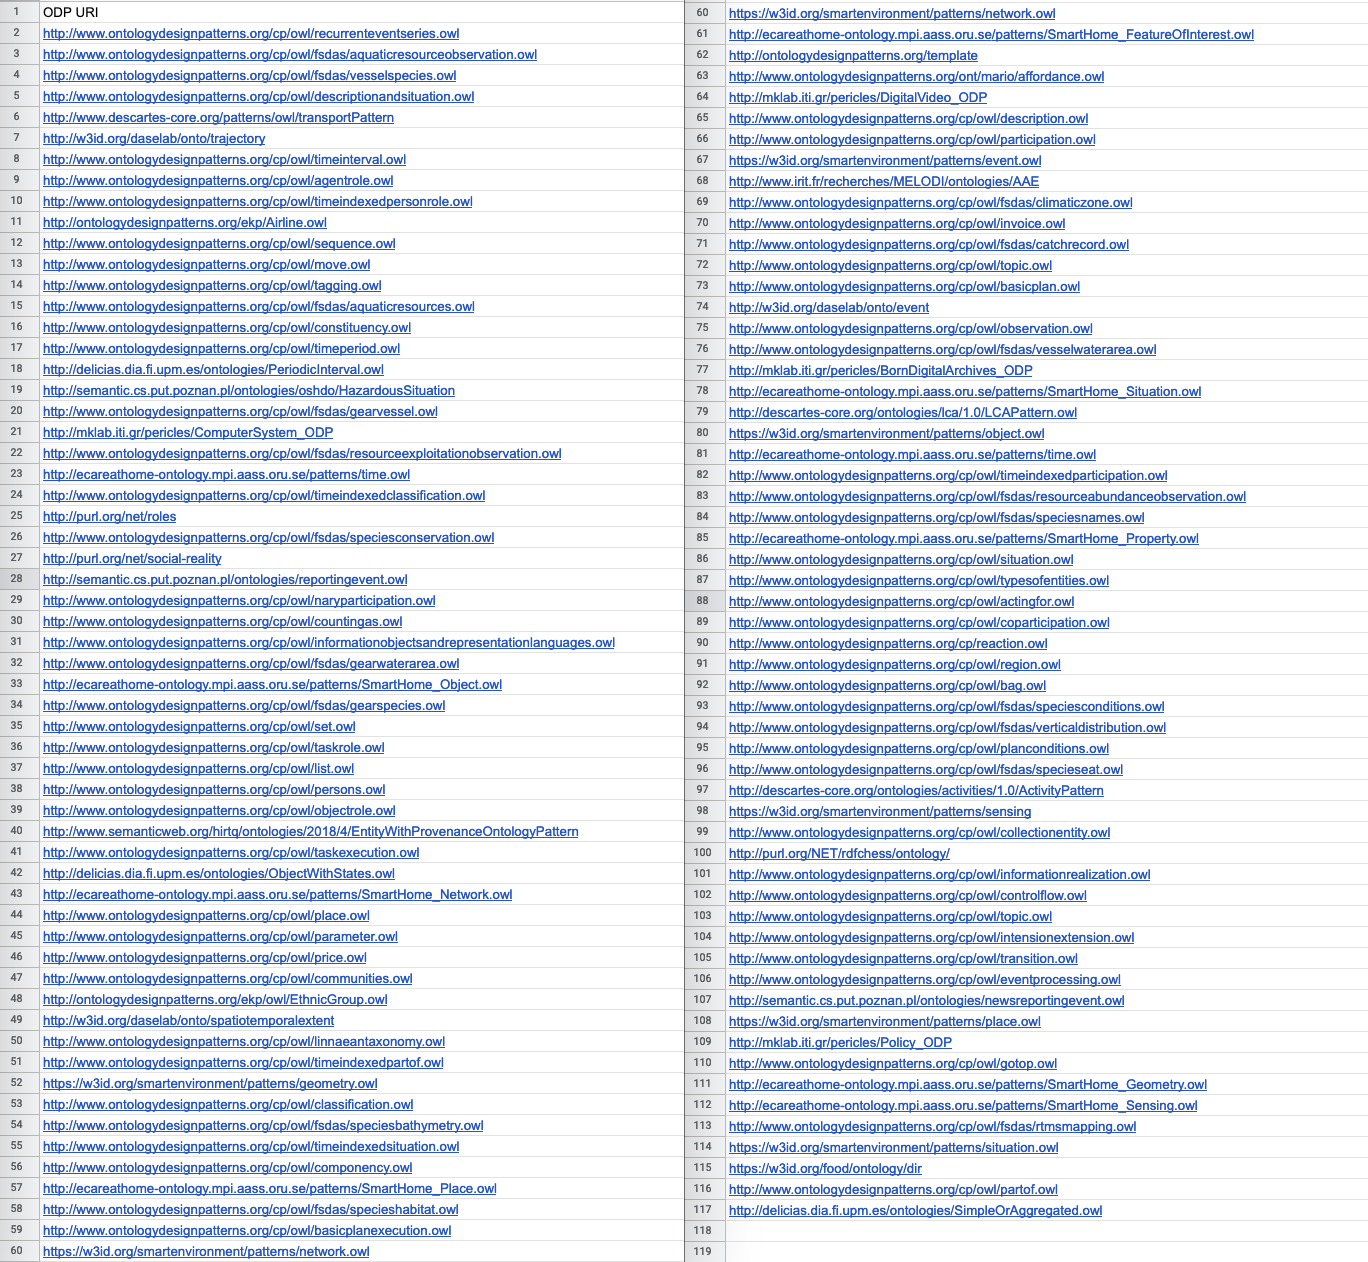 1 ODP URI
2 http://www.ontologydesignpatterns.org/cp/owl/recurrenteventseries.owl
3 http://www.ontologydesignpatterns.org/cp/owl/fsdas/aquaticresourceobservation.owl
4 http://www.ontologydesignpatterns.org/cp/owl/fsdas/vesselspecies.owl
5 http://www.ontologydesignpatterns.org/cp/owl/descriptionandsituation.owl
6 http://www.descartes-core.org/patterns/owl/transportPattern
7 http://w3id.org/daselab/onto/trajectory
8 http://www.ontologydesignpatterns.org/cp/owl/timeinterval.owl
9 http://www.ontologydesignpatterns.org/cp/owl/agentrole.owl
10 http://www.ontologydesignpatterns.org/cp/owl/timeindexedpersonrole.owl
11 http://ontologydesignpatterns.org/ekp/Airline.owl
12 http://www.ontologydesignpatterns.org/cp/owl/sequence.owl
13 http://www.ontologydesignpatterns.org/cp/owl/move.owl
14 http://www.ontologydesignpatterns.org/cp/owl/tagging.owl
15 http://www.ontologydesignpatterns.org/cp/owl/fsdas/aquaticresources.owl
16 http://www.ontologydesignpatterns.org/cp/owl/constituency.owl
17 http://www.ontologydesignpatterns.org/cp/owl/timeperiod.owl
18 http://delicias.dia.fi.upm.es/ontologies/PeriodicInterval.owl
19 http://semantic.cs.put.poznan.pl/ontologies/oshdo/HazardousSituation
20 http://www.ontologydesignpatterns.org/cp/owl/fsdas/gearvessel.owl
21 http://mklab.iti.gr/pericles/ComputerSystem_ODP
22 http://www.ontologydesignpatterns.org/cp/owl/fsdas/resourceexploitationobservation.owl
23 http://ecareathome-ontology.mpi.aass.oru.se/patterns/time.owl
24 http://www.ontologydesignpatterns.org/cp/owl/timeindexedclassification.owl
25 http://purl.org/net/roles
26 http://www.ontologydesignpatterns.org/cp/owl/fsdas/speciesconservation.owl
27 http://purl.org/net/social-reality
28 http://semantic.cs.put.poznan.pl/ontologies/reportingevent.owl
29 http://www.ontologydesignpatterns.org/cp/owl/naryparticipation.owl
30 http://www.ontologydesignpatterns.org/cp/owl/countingas.owl
31 http://www.ontologydesignpatterns.org/cp/owl/informationobjectsandrepresentationlanguages.owl
32 http://www.ontologydesignpatterns.org/cp/owl/fsdas/gearwaterarea.owl
33 http://ecareathome-ontology.mpi.aass.oru.se/patterns/SmartHome_Object.owl
34 http://www.ontologydesignpatterns.org/cp/owl/fsdas/gearspecies.owl
35 http://www.ontologydesignpatterns.org/cp/owl/set.owl
36 http://www.ontologydesignpatterns.org/cp/owl/taskrole.owl
37 http://www.ontologydesignpatterns.org/cp/owl/list.owl
38 http://www.ontologydesignpatterns.org/cp/owl/persons.owl
39 http://www.ontologydesignpatterns.org/cp/owl/objectrole.owl
40 http://www.semanticweb.org/hirtq/ontologies/2018/4/EntityWithProvenanceOntologyPattern
41 http://www.ontologydesignpatterns.org/cp/owl/taskexecution.owl
42 http://delicias.dia.fi.upm.es/ontologies/ObjectWithStates.owl
43 http://ecareathome-ontology.mpi.aass.oru.se/patterns/SmartHome_Network.owl
44 http://www.ontologydesignpatterns.org/cp/owl/place.owl
45 http://www.ontologydesignpatterns.org/cp/owl/parameter.owl
46 http://www.ontologydesignpatterns.org/cp/owl/price.owl
47 http://www.ontologydesignpatterns.org/cp/owl/communities.owl
48 http://ontologydesignpatterns.org/ekp/owl/EthnicGroup.owl
49 http://w3id.org/daselab/onto/spatiotemporalextent
50 http://www.ontologydesignpatterns.org/cp/owl/linnaeantaxonomy.owl
51 http://www.ontologydesignpatterns.org/cp/owl/timeindexedpartof.owl
52 https://w3id.org/smartenvironment/patterns/geometry.owl
53 http://www.ontologydesignpatterns.org/cp/owl/classification.owl
54 http://www.ontologydesignpatterns.org/cp/owl/fsdas/speciesbathymetry.owl
55 http://www.ontologydesignpatterns.org/cp/owl/timeindexedsituation.owl
56 http://www.ontologydesignpatterns.org/cp/owl/componency.owl
57 http://ecareathome-ontology.mpi.aass.oru.se/patterns/SmartHome_Place.owl
58 http://www.ontologydesignpatterns.org/cp/owl/fsdas/specieshabitat.owl
59 http://www.ontologydesignpatterns.org/cp/owl/basicplanexecution.owl
60 https://w3id.org/smartenvironment/patterns/network.owl
60 https://w3id.org/smartenvironment/patterns/network.owl
61 http://ecareathome-ontology.mpi.aass.oru.se/patterns/SmartHome_FeatureOfInterest.owl
62 http://ontologydesignpatterns.org/template
63 http://www.ontologydesignpatterns.org/ont/mario/affordance.owl
64 http://mklab.iti.gr/pericles/DigitalVideo_ODP
65 http://www.ontologydesignpatterns.org/cp/owl/description.owl
66 http://www.ontologydesignpatterns.org/cp/owl/participation.owl
67 https://w3id.org/smartenvironment/patterns/event.owl
68 http://www.irit.fr/recherches/MELODI/ontologies/AAE
69 http://www.ontologydesignpatterns.org/cp/owl/fsdas/climaticzone.owl
70 http://www.ontologydesignpatterns.org/cp/owl/invoice.owl
71 http://www.ontologydesignpatterns.org/cp/owl/fsdas/catchrecord.owl
72 http://www.ontologydesignpatterns.org/cp/owl/topic.owl
73 http://www.ontologydesignpatterns.org/cp/owl/basicplan.owl
74 http://w3id.org/daselab/onto/event
75 http://www.ontologydesignpatterns.org/cp/owl/observation.owl
76 http://www.ontologydesignpatterns.org/cp/owl/fsdas/vesselwaterarea.owl
77 http://mklab.iti.gr/pericles/BornDigitalArchives_ODP
78 http://ecareathome-ontology.mpi.aass.oru.se/patterns/SmartHome_Situation.owl
79 http://descartes-core.org/ontologies/lca/1.0/LCAPattern.owl
80 https://w3id.org/smartenvironment/patterns/object.owl
81 http://ecareathome-ontology.mpi.aass.oru.se/patterns/time.owl
82 http://www.ontologydesignpatterns.org/cp/owl/timeindexedparticipation.owl
83 http://www.ontologydesignpatterns.org/cp/owl/fsdas/resourceabundanceobservation.owl
84 http://www.ontologydesignpatterns.org/cp/owl/fsdas/speciesnames.owl
85 http://ecareathome-ontology.mpi.aass.oru.se/patterns/SmartHome_Property.owl
86 http://www.ontologydesignpatterns.org/cp/owl/situation.owl
87 http://www.ontologydesignpatterns.org/cp/owl/typesofentities.owl
88 http://www.ontologydesignpatterns.org/cp/owl/actingfor.owl
89 http://www.ontologydesignpatterns.org/cp/owl/coparticipation.owl
90 http://www.ontologydesignpatterns.org/cp/reaction.owl
91 http://www.ontologydesignpatterns.org/cp/owl/region.owl
92 http://www.ontologydesignpatterns.org/cp/owl/bag.owl
93 http://www.ontologydesignpatterns.org/cp/owl/fsdas/speciesconditions.owl
94 http://www.ontologydesignpatterns.org/cp/owl/fsdas/verticaldistribution.owl
95 http://www.ontologydesignpatterns.org/cp/owl/planconditions.owl
96 http://www.ontologydesignpatterns.org/cp/owl/fsdas/specieseat.owl
97 http://descartes-core.org/ontologies/activities/1.0/ActivityPattern
98 https://w3id.org/smartenvironment/patterns/sensing
99 http://www.ontologydesignpatterns.org/cp/owl/collectionentity.owl
100 http://purl.org/NET/rdfchess/ontology/
101 http://www.ontologydesignpatterns.org/cp/owl/informationrealization.owl
102 http://www.ontologydesignpatterns.org/cp/owl/controlflow.owl
103 http://www.ontologydesignpatterns.org/cp/owl/topic.owl
104 http://www.ontologydesignpatterns.org/cp/owl/intensionextension.owl
105 http://www.ontologydesignpatterns.org/cp/owl/transition.owl
106 http://www.ontologydesignpatterns.org/cp/owl/eventprocessing.owl
107 http://semantic.cs.put.poznan.pl/ontologies/newsreportingevent.owl
108 https://w3id.org/smartenvironment/patterns/place.owl
109 http://mklab.iti.gr/pericles/Policy_ODP
110 http://www.ontologydesignpatterns.org/cp/owl/gotop.owl
111 http://ecareathome-ontology.mpi.aass.oru.se/patterns/SmartHome_Geometry.owl
112 http://ecareathome-ontology.mpi.aass.oru.se/patterns/SmartHome_Sensing.owl
113 http://www.ontologydesignpatterns.org/cp/owl/fsdas/rtmsmapping.owl
114 https://w3id.org/smartenvironment/patterns/situation.owl
115 https://w3id.org/food/ontology/dir
116 http://www.ontologydesignpatterns.org/cp/owl/partof.owl
117 http://delicias.dia.fi.upm.es/ontologies/SimpleOrAggregated.owl
118
119